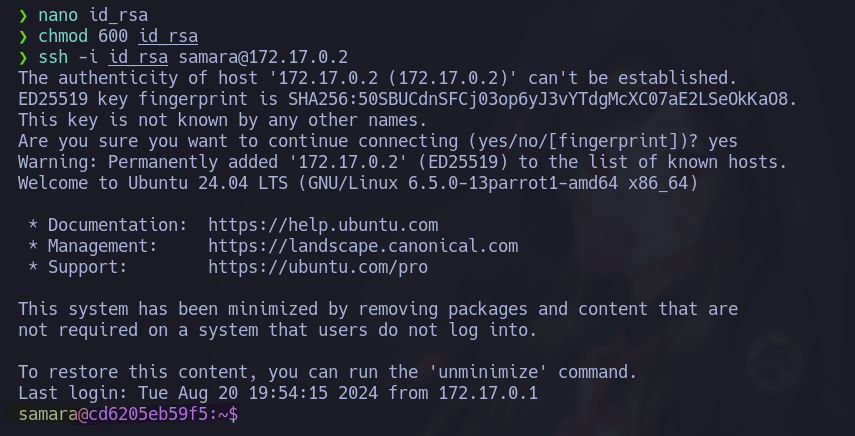 ❯ nano id_rsa
❯ chmod 600 id_rsa
❯ ssh -i id_rsa samara@172.17.0.2
The authenticity of host '172.17.0.2 (172.17.0.2)' can't be established.
ED25519 key fingerprint is SHA256:50SBUCdnSFCj03op6yJ3vYTdgMcXC07aE2LSeOkKaO8.
This key is not known by any other names.
Are you sure you want to continue connecting (yes/no/[fingerprint])? yes
Warning: Permanently added '172.17.0.2' (ED25519) to the list of known hosts.
Welcome to Ubuntu 24.04 LTS (GNU/Linux 6.5.0-13parrot1-amd64 x86_64)
* Documentation:  https://help.ubuntu.com
* Management:     https://landscape.canonical.com
* Support:        https://ubuntu.com/pro
This system has been minimized by removing packages and content that are
not required on a system that users do not log into.
To restore this content, you can run the 'unminimize' command.
Last login: Tue Aug 20 19:54:15 2024 from 172.17.0.1
samara@cd6205eb59f5:~$